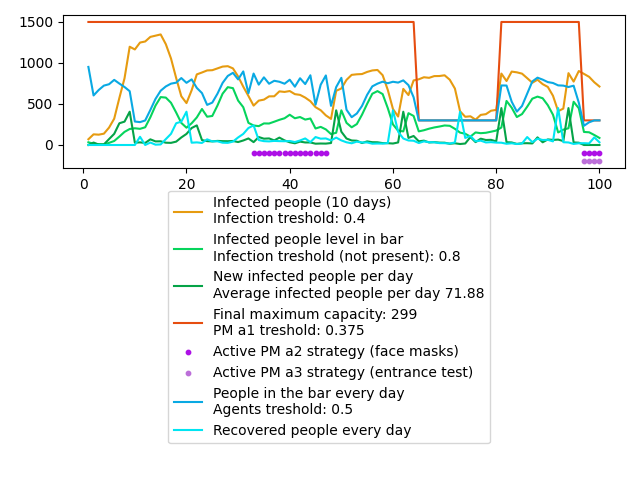 1500
1000
500
0
0
20
40
60
80
100
Infected people (10 days)
Infection treshold: 0.4
Infected people level in bar
Infection treshold (not present): 0.8
New infected people per day
Average infected people per day 71.88
Final maximum capacity: 299
PM a1 treshold: 0.375
Active PM a2 strategy (face masks)
Active PM a3 strategy (entrance test)
People in the bar every day
Agents treshold: 0.5
Recovered people every day